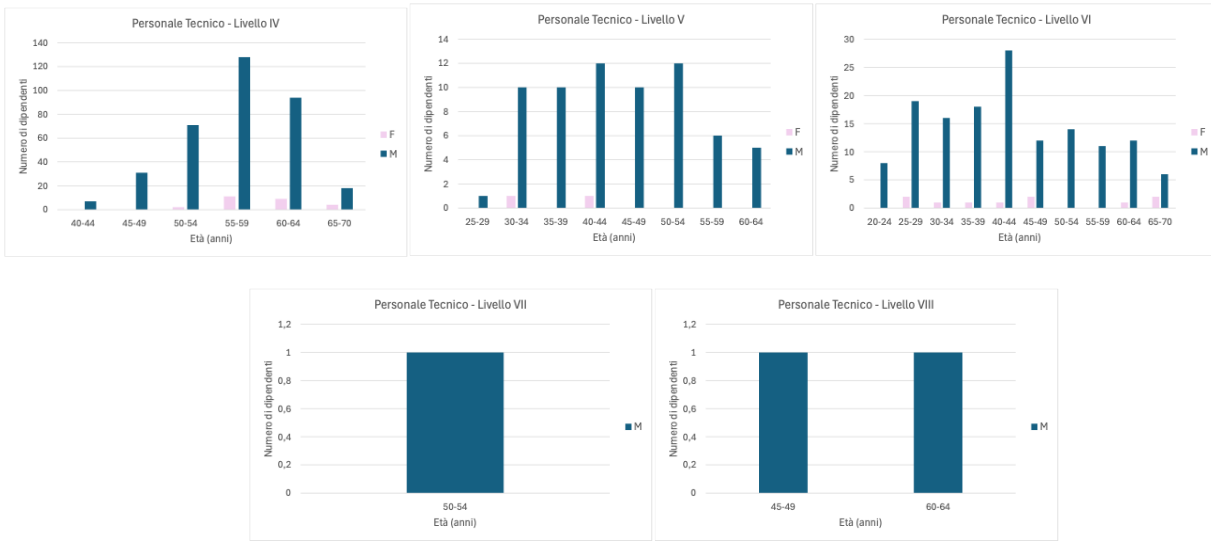 Personale Tecnico - Livello IV
140
120
100
80
60
40
20
0
40-44 45-49 50-54 55-59 60-64 65-70
Età (anni)
Numero di dipendenti
F
M
Personale Tecnico - Livello V
14
12
10
8
6
4
2
0
25-29 30-34 35-39 40-44 45-49 50-54 55-59 60-64
Età (anni)
Numero di dipendenti
F
M
Personale Tecnico - Livello VI
30
25
20
15
10
5
0
20-24 25-29 30-34 35-39 40-44 45-49 50-54 55-59 60-64 65-70
Età (anni)
Numero di dipendenti
F
M
Personale Tecnico - Livello VII
1,2
1
0,8
0,6
0,4
0,2
0
50-54
Età (anni)
Numero di dipendenti
M
Personale Tecnico - Livello VIII
1,2
1
0,8
0,6
0,4
0,2
0
45-49 60-64
Età (anni)
Numero di dipendenti
M